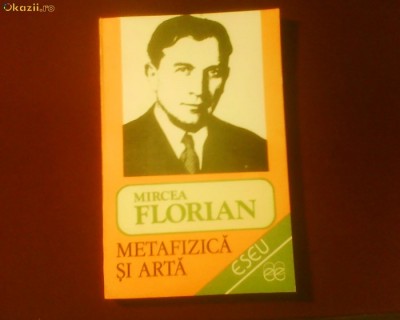 Okazii.ro
MIRCEA
FLORIAN
METAFIZICĂ
ȘI ARTĂ
ESEU